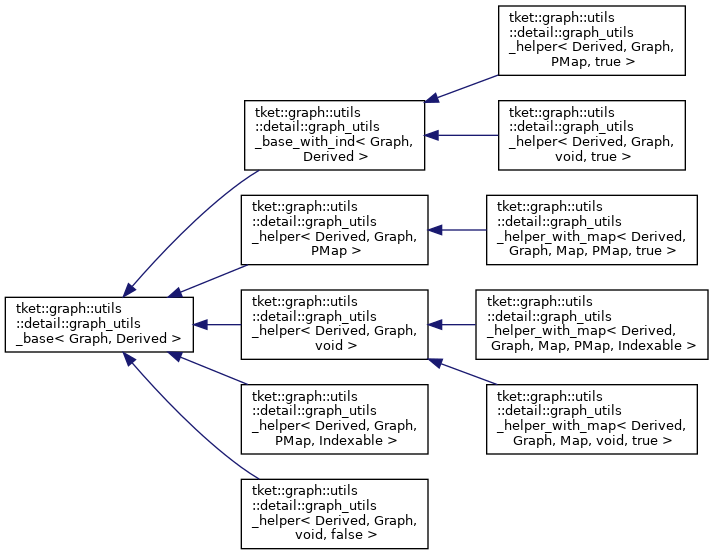 tket::graph::utils
::detail::graph_utils
_helper< Derived, Graph,
PMap, true >
tket::graph::utils
::detail::graph_utils
_base_with_ind< Graph,
Derived >
tket::graph::utils
::detail::graph_utils
_helper< Derived, Graph,
void, true >
tket::graph::utils
::detail::graph_utils
_helper< Derived, Graph,
PMap >
tket::graph::utils
::detail::graph_utils
_helper_with_map< Derived,
Graph, Map, PMap, true >
tket::graph::utils
::detail::graph_utils
_base< Graph, Derived >
tket::graph::utils
::detail::graph_utils
_helper< Derived, Graph,
void >
tket::graph::utils
::detail::graph_utils
_helper_with_map< Derived,
Graph, Map, PMap, Indexable >
tket::graph::utils
::detail::graph_utils
_helper< Derived, Graph,
PMap, Indexable >
tket::graph::utils
::detail::graph_utils
_helper_with_map< Derived,
Graph, Map, void, true >
tket::graph::utils
::detail::graph_utils
_helper< Derived, Graph,
void, false >